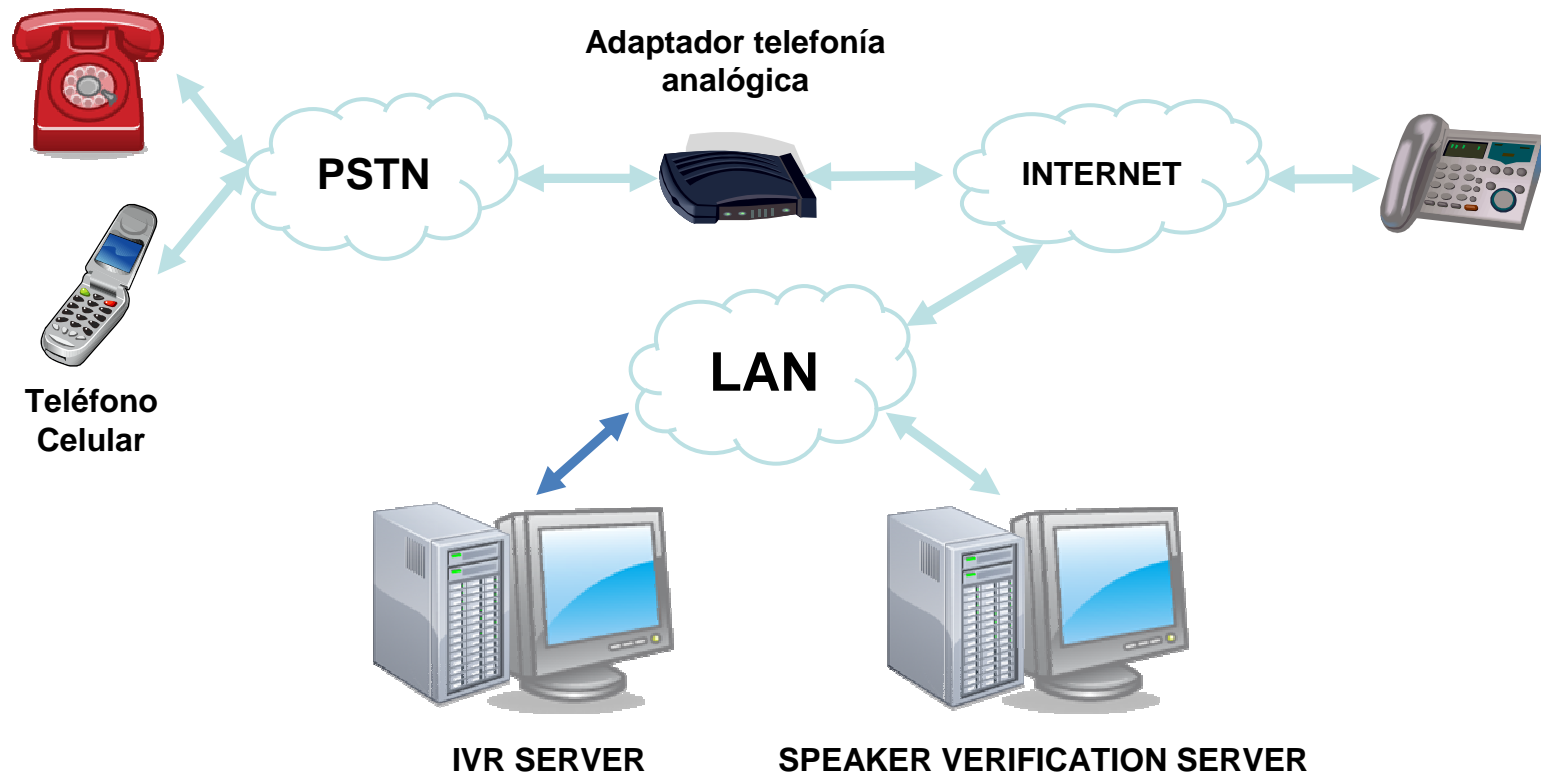 Adaptador telefonía
analógica
PSTN
INTERNET
LAN
Teléfono
Celular
IVR SERVER
SPEAKER VERIFICATION SERVER